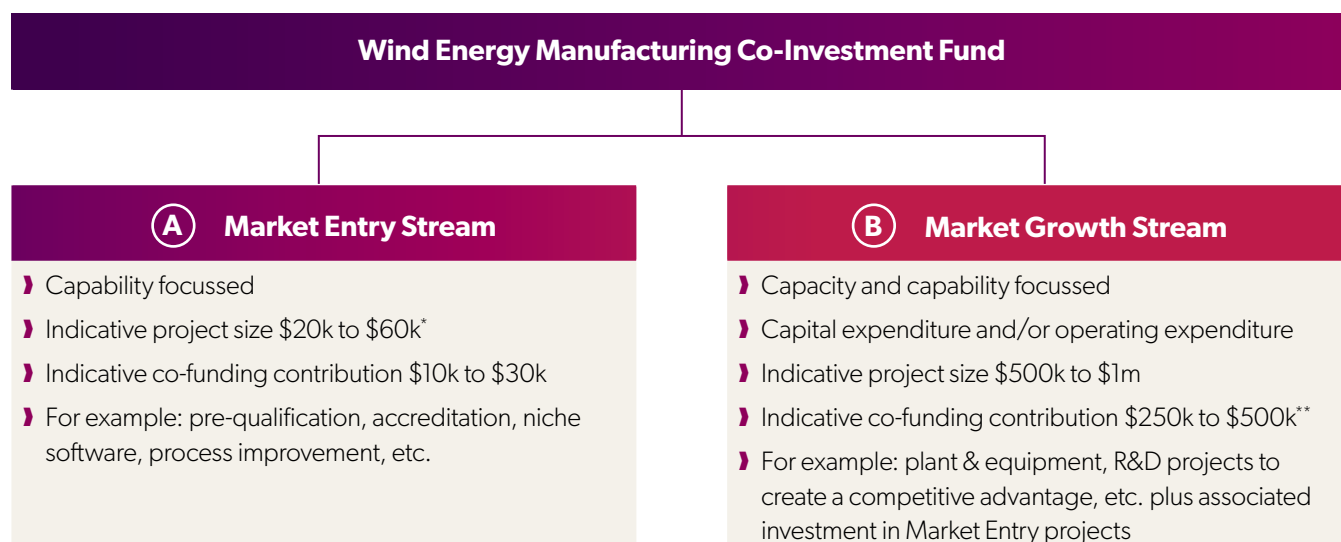 Wind Energy Manufacturing Co-Investment Fund
A Market Entry Stream
❱ Capability focussed
❱ Indicative project size $20k to $60k*
❱ Indicative co-funding contribution $10k to $30k
❱ For example: pre-qualification, accreditation, niche
software, process improvement, etc.
B Market Growth Stream
❱ Capacity and capability focussed
❱ Capital expenditure and/or operating expenditure
❱ Indicative project size $500k to $1m
❱ Indicative co-funding contribution $250k to $500k**
❱ For example: plant & equipment, R&D projects to
create a competitive advantage, etc. plus associated
investment in Market Entry projects